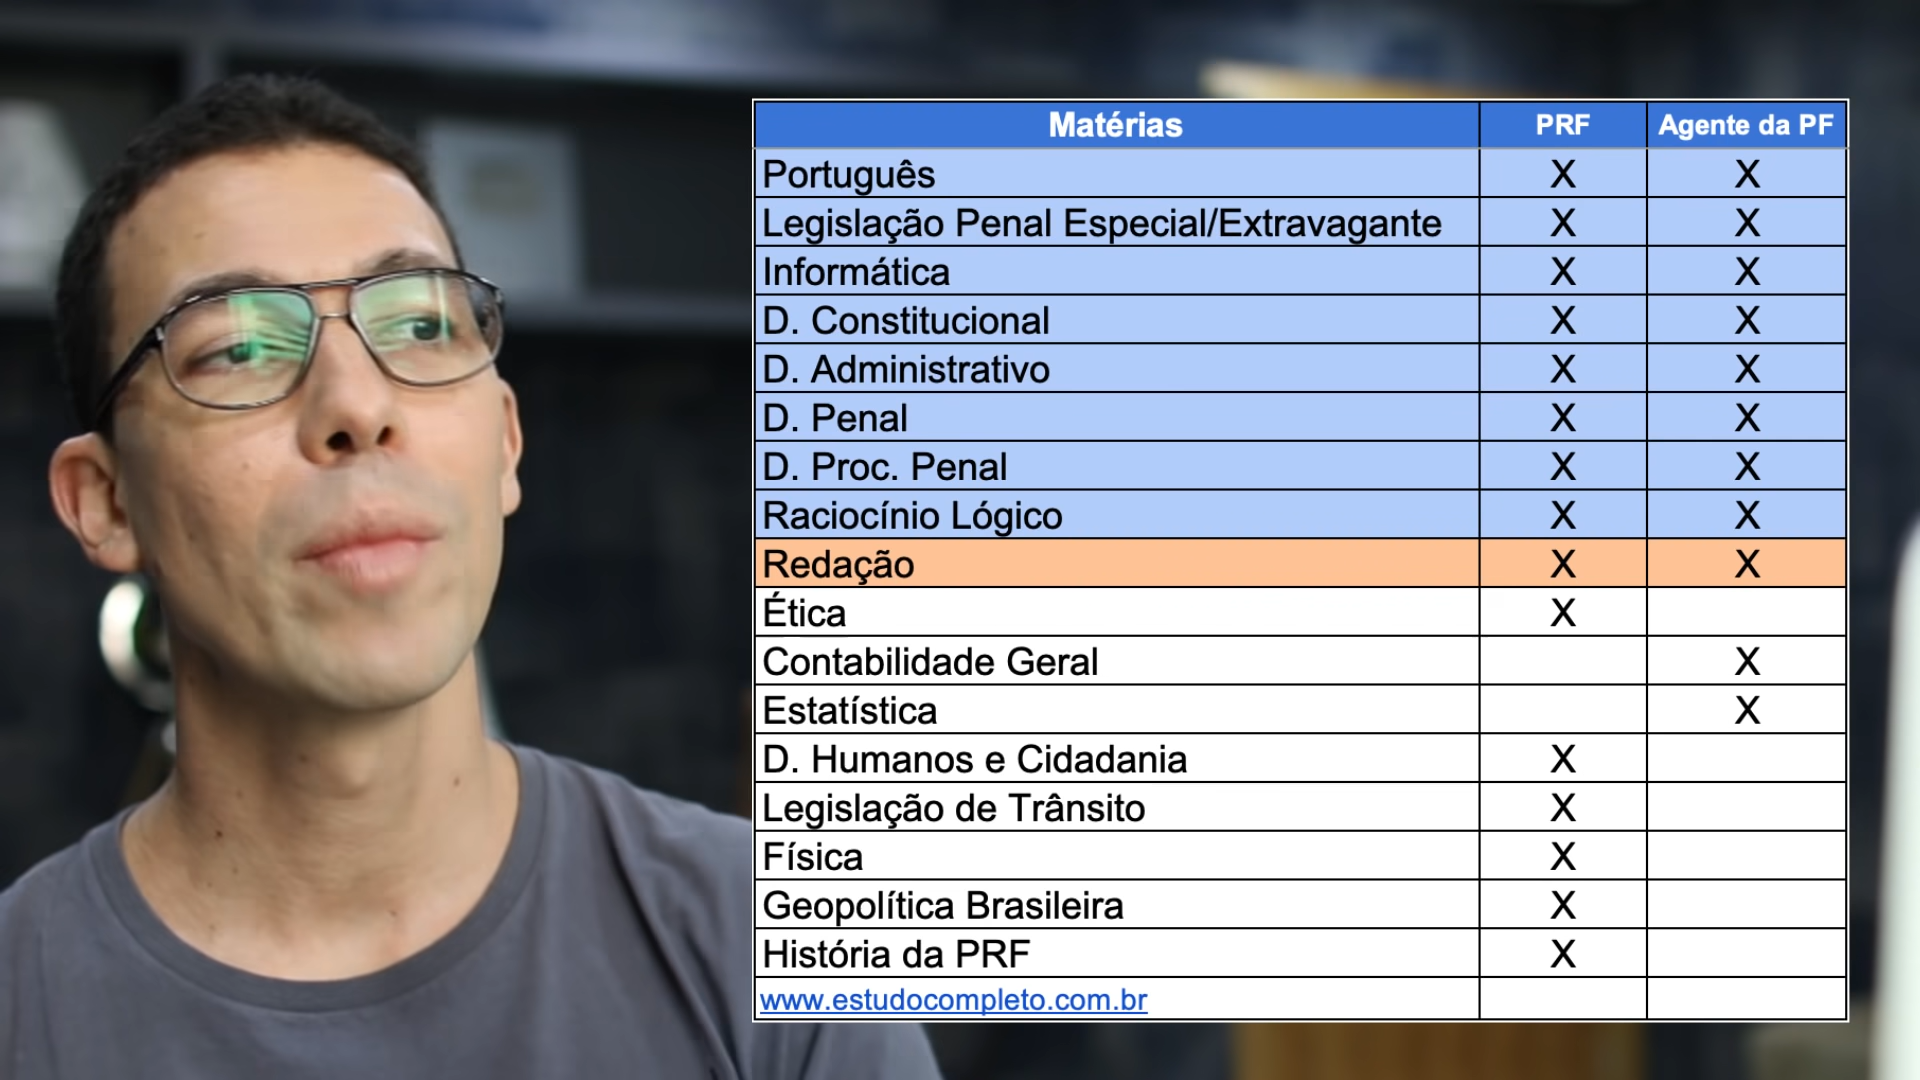 Matérias PRF Agente da PF
Português X X
Legislação Penal Especial/Extravagante X X
Informática X X
D. Constitucional X X
D. Administrativo X X
D. Penal X X
D. Proc. Penal X X
Raciocínio Lógico X X
Redação X X
Ética X
Contabilidade Geral X
Estatística X
D. Humanos e Cidadania X
Legislação de Trânsito X
Física X
Geopolítica Brasileira X
História da PRF X
www.estudocompleto.com.br